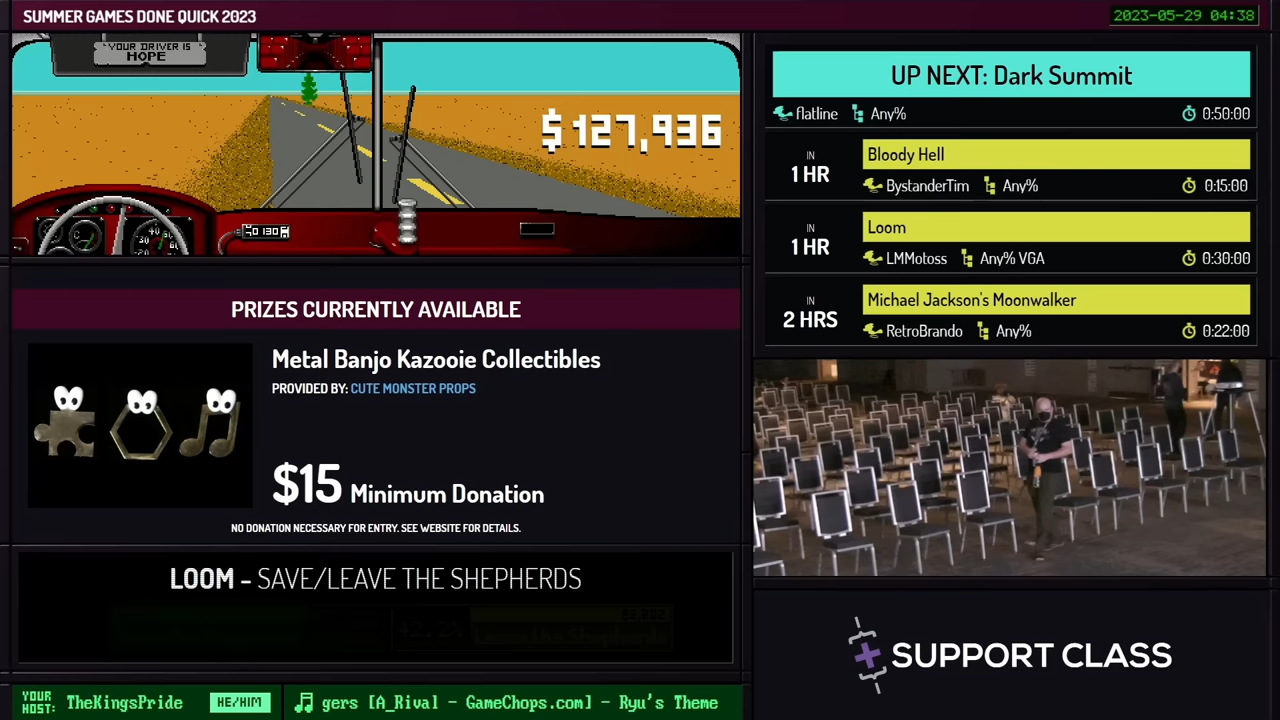 SUMMER GAMES DONE QUICK 2023
2023-05-29 04:38
YOUR DRIVER IS
HOPE
$127,936
UP NEXT: Dark Summit
flatline Any% 0:50:00
IN
1 HR
Bloody Hell
BystanderTim Any% 0:15:00
IN
1 HR
Loom
LMMotoss Any% VGA 0:30:00
IN
2 HRS
Michael Jackson's Moonwalker
RetroBrando Any% 0:22:00
PRIZES CURRENTLY AVAILABLE
Metal Banjo Kazooie Collectibles
PROVIDED BY: CUTE MONSTER PROPS
$15 Minimum Donation
NO DONATION NECESSARY FOR ENTRY. SEE WEBSITE FOR DETAILS.
LOOM - SAVE/LEAVE THE SHEPHERDS
SUPPORT CLASS
YOUR
HOST:
TheKingsPride HE/HIM
gers [A_Rival - GameChops.com] - Ryu's Theme